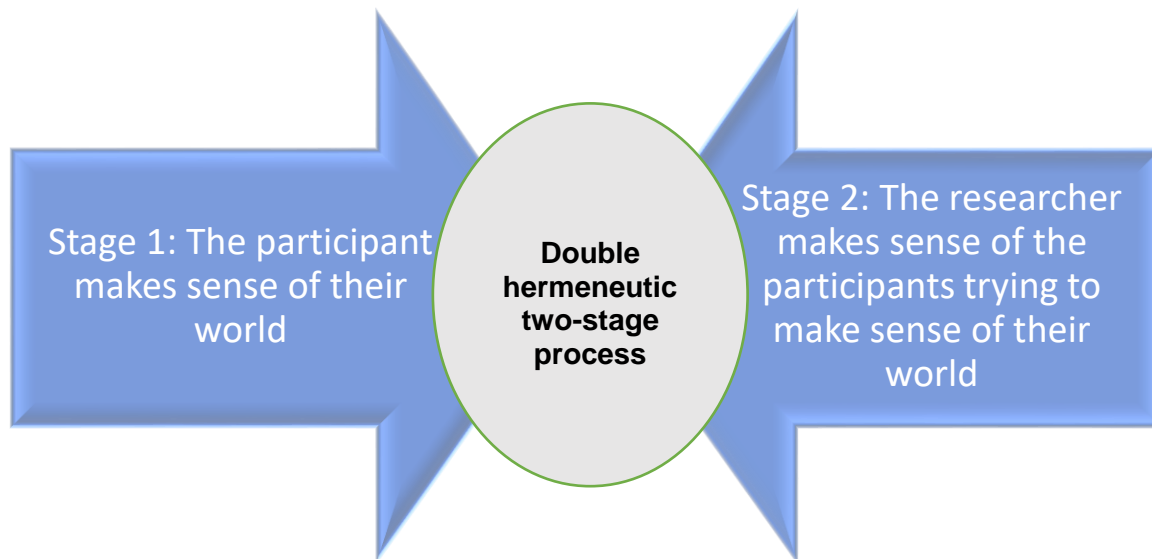 Stage 1: The participant
makes sense of their
world
Double
hermeneutic
two-stage
process
Stage 2: The researcher
makes sense of the
participants trying to
make sense of their
world